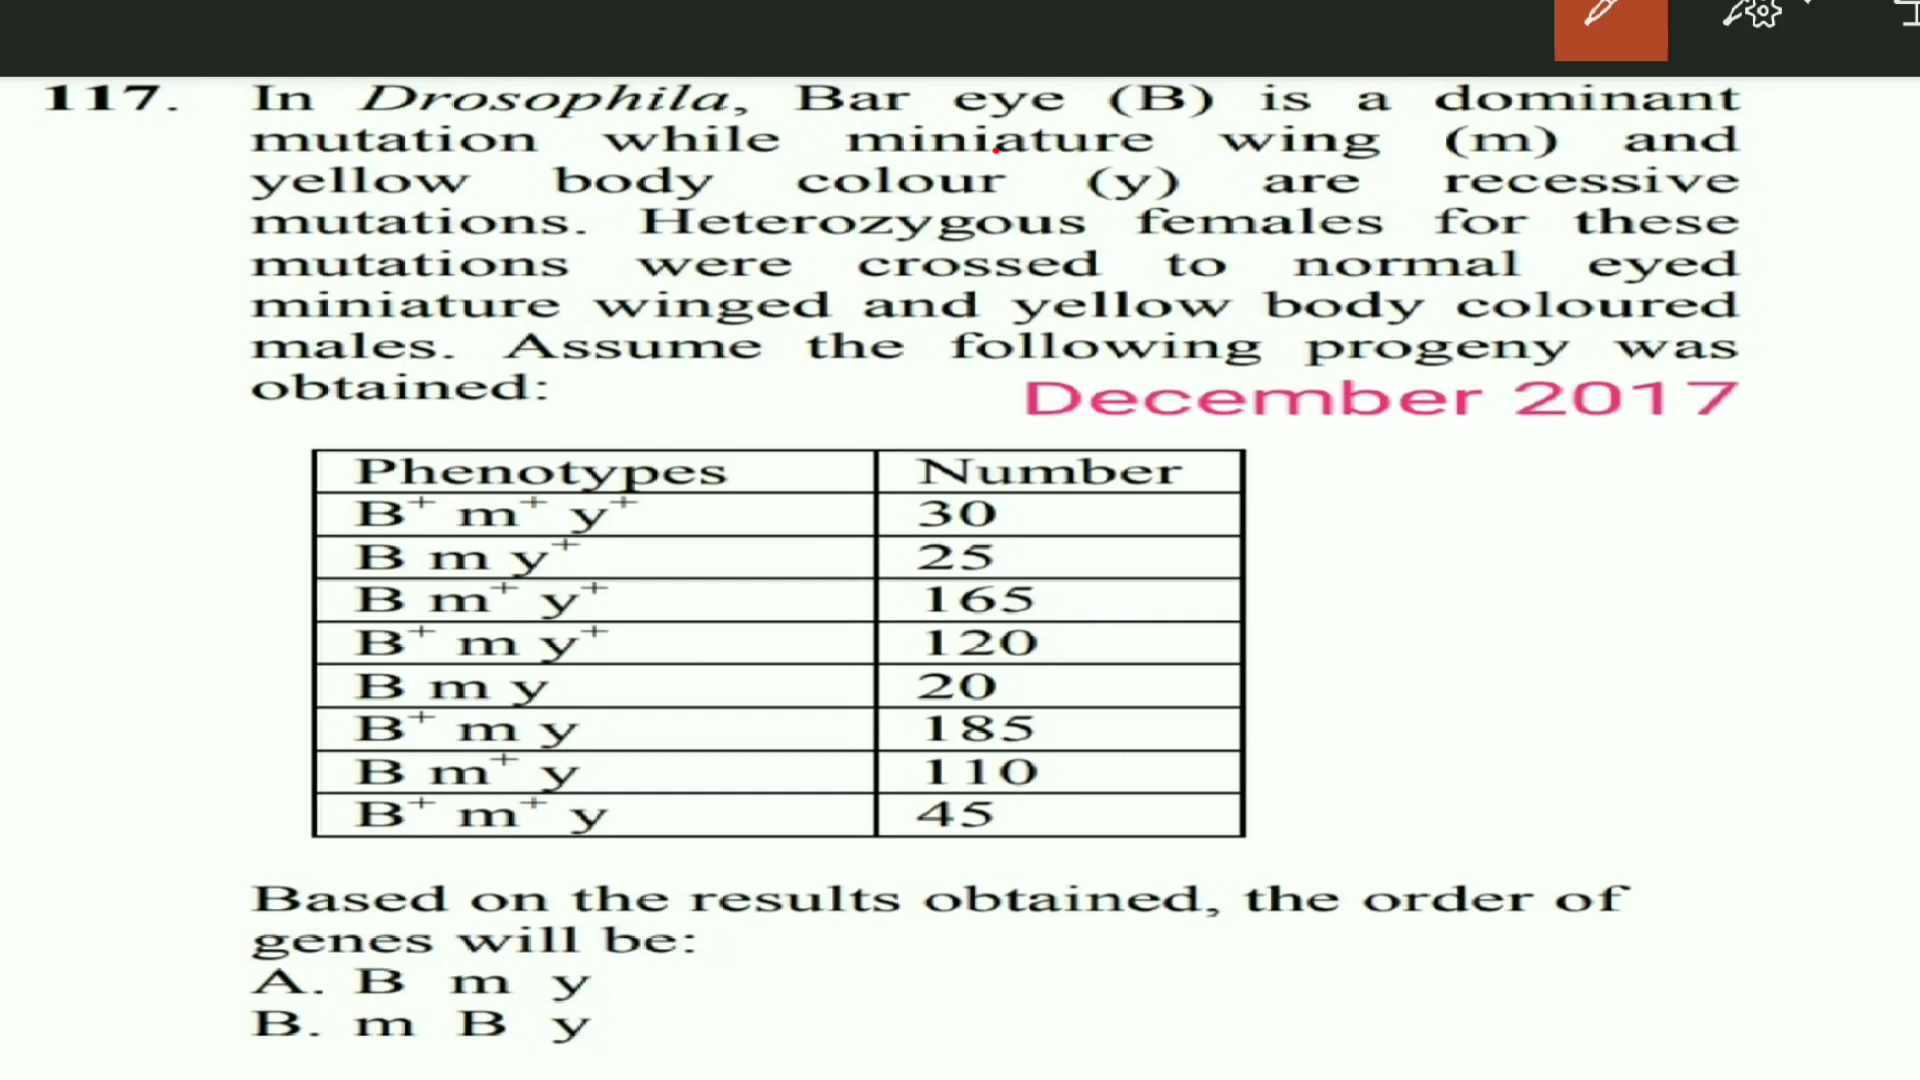 117. In Drosophila, Bar eye (B) is a dominant
mutation while miniature wing (m) and
yellow body colour (y) are recessive
mutations. Heterozygous females for these
mutations were crossed to normal eyed
miniature winged and yellow body coloured
males. Assume the following progeny was
obtained:
December 2017
Phenotypes Number
B⁺ m⁺ y⁺ 30
B m y⁺ 25
B m⁺ y⁺ 165
B⁺ m y⁺ 120
B m y 20
B⁺ m y 185
B m⁺ y 110
B⁺ m⁺ y 45
Based on the results obtained, the order of
genes will be:
A. B m y
B. m B y